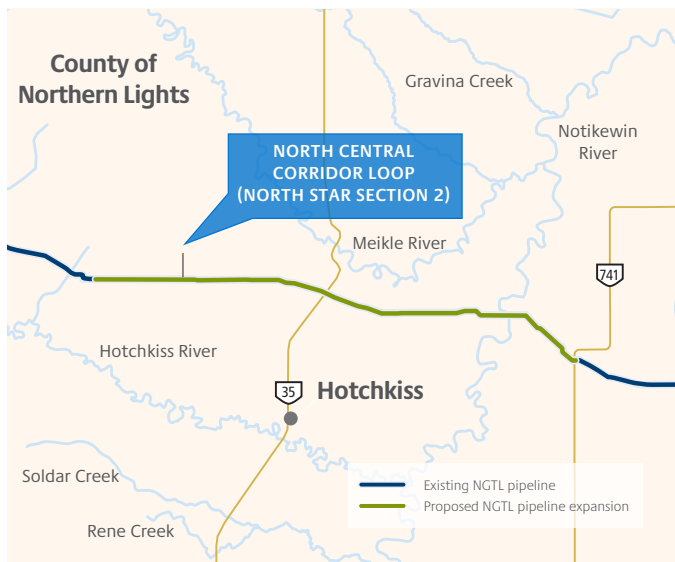 County of
Northern Lights
Gravina Creek
Notikewin
River
NORTH CENTRAL
CORRIDOR LOOP
(NORTH STAR SECTION 2)
Meikle River
741
Hotchkiss River
35
Hotchkiss
Soldar Creek
Existing NGTL pipeline
Proposed NGTL pipeline expansion
Rene Creek